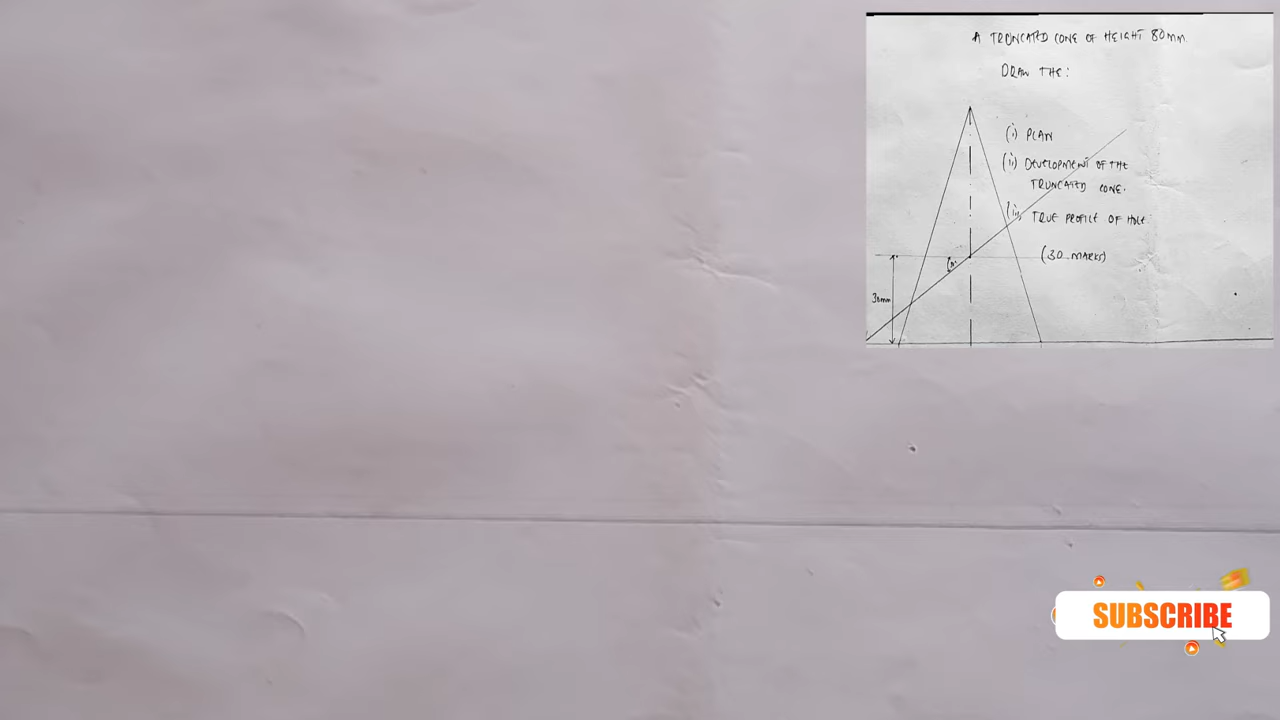 A TRUNCATED CONE OF HEIGHT 80mm.
DRAW THE:
(i) PLAN
(ii) DEVELOPMENT OF THE
TRUNCATED CONE.
TRUE PROFILE OF HOLE
(30 MARKS)
30mm
SUBSCRIBE